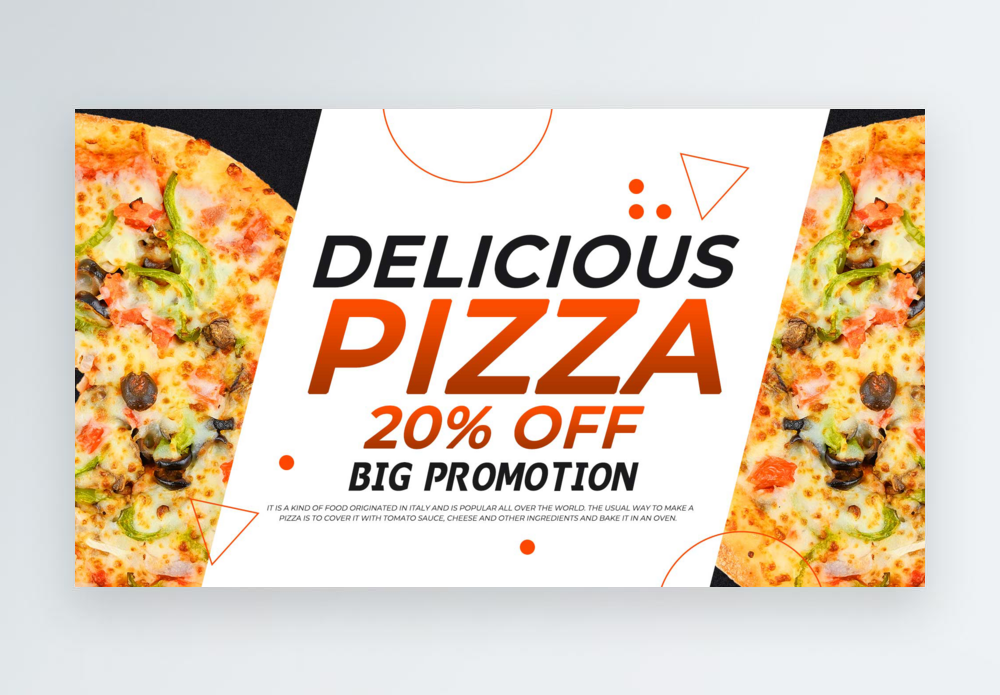 DELICIOUS
PIZZA
20% OFF
BIG PROMOTION
IT IS A KIND OF FOOD ORIGINATED IN ITALY AND IS POPULAR ALL OVER THE WORLD. THE USUAL WAY TO MAKE A
PIZZA IS TO COVER IT WITH TOMATO SAUCE, CHEESE AND OTHER INGREDIENTS AND BAKE IT IN AN OVEN.